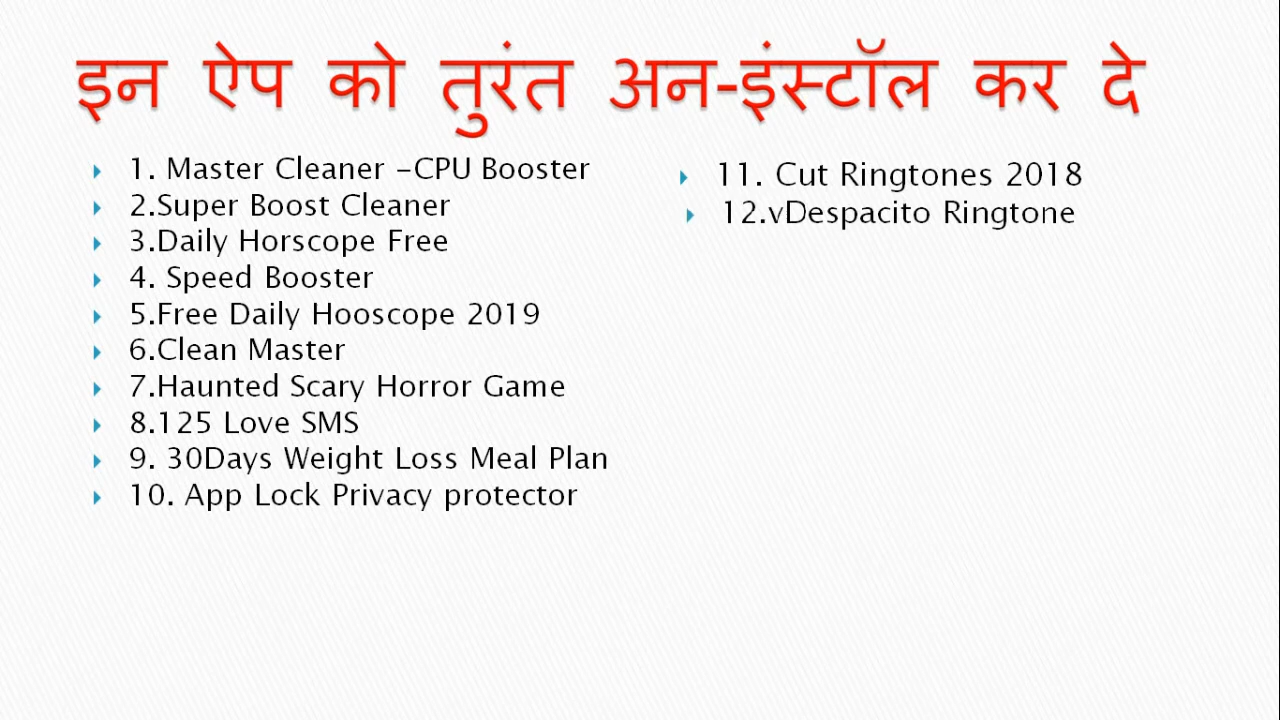 इन ऐप को तुरंत अन-इंस्टॉल कर दे
1. Master Cleaner -CPU Booster
2.Super Boost Cleaner
3.Daily Horscope Free
4. Speed Booster
5.Free Daily Hooscope 2019
6.Clean Master
7.Haunted Scary Horror Game
8.125 Love SMS
9. 30Days Weight Loss Meal Plan
10. App Lock Privacy protector
11. Cut Ringtones 2018
12.vDespacito Ringtone